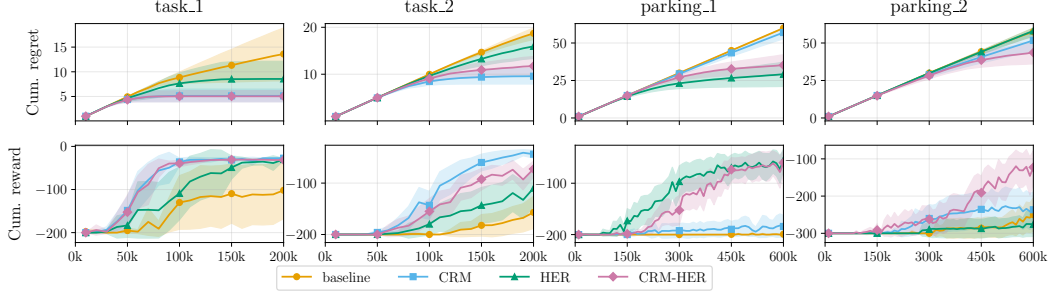 task_1
task_2
parking_1
parking_2
Cum. regret
15
10
5
20
10
50
25
0
50
25
0
Cum. reward
0
−100
−200
−100
−200
−100
−200
−100
−200
−300
0k 50k 100k 150k 200k
0k 50k 100k 150k 200k
0k 150k 300k 450k 600k
0k 150k 300k 450k 600k
baseline CRM HER CRM-HER